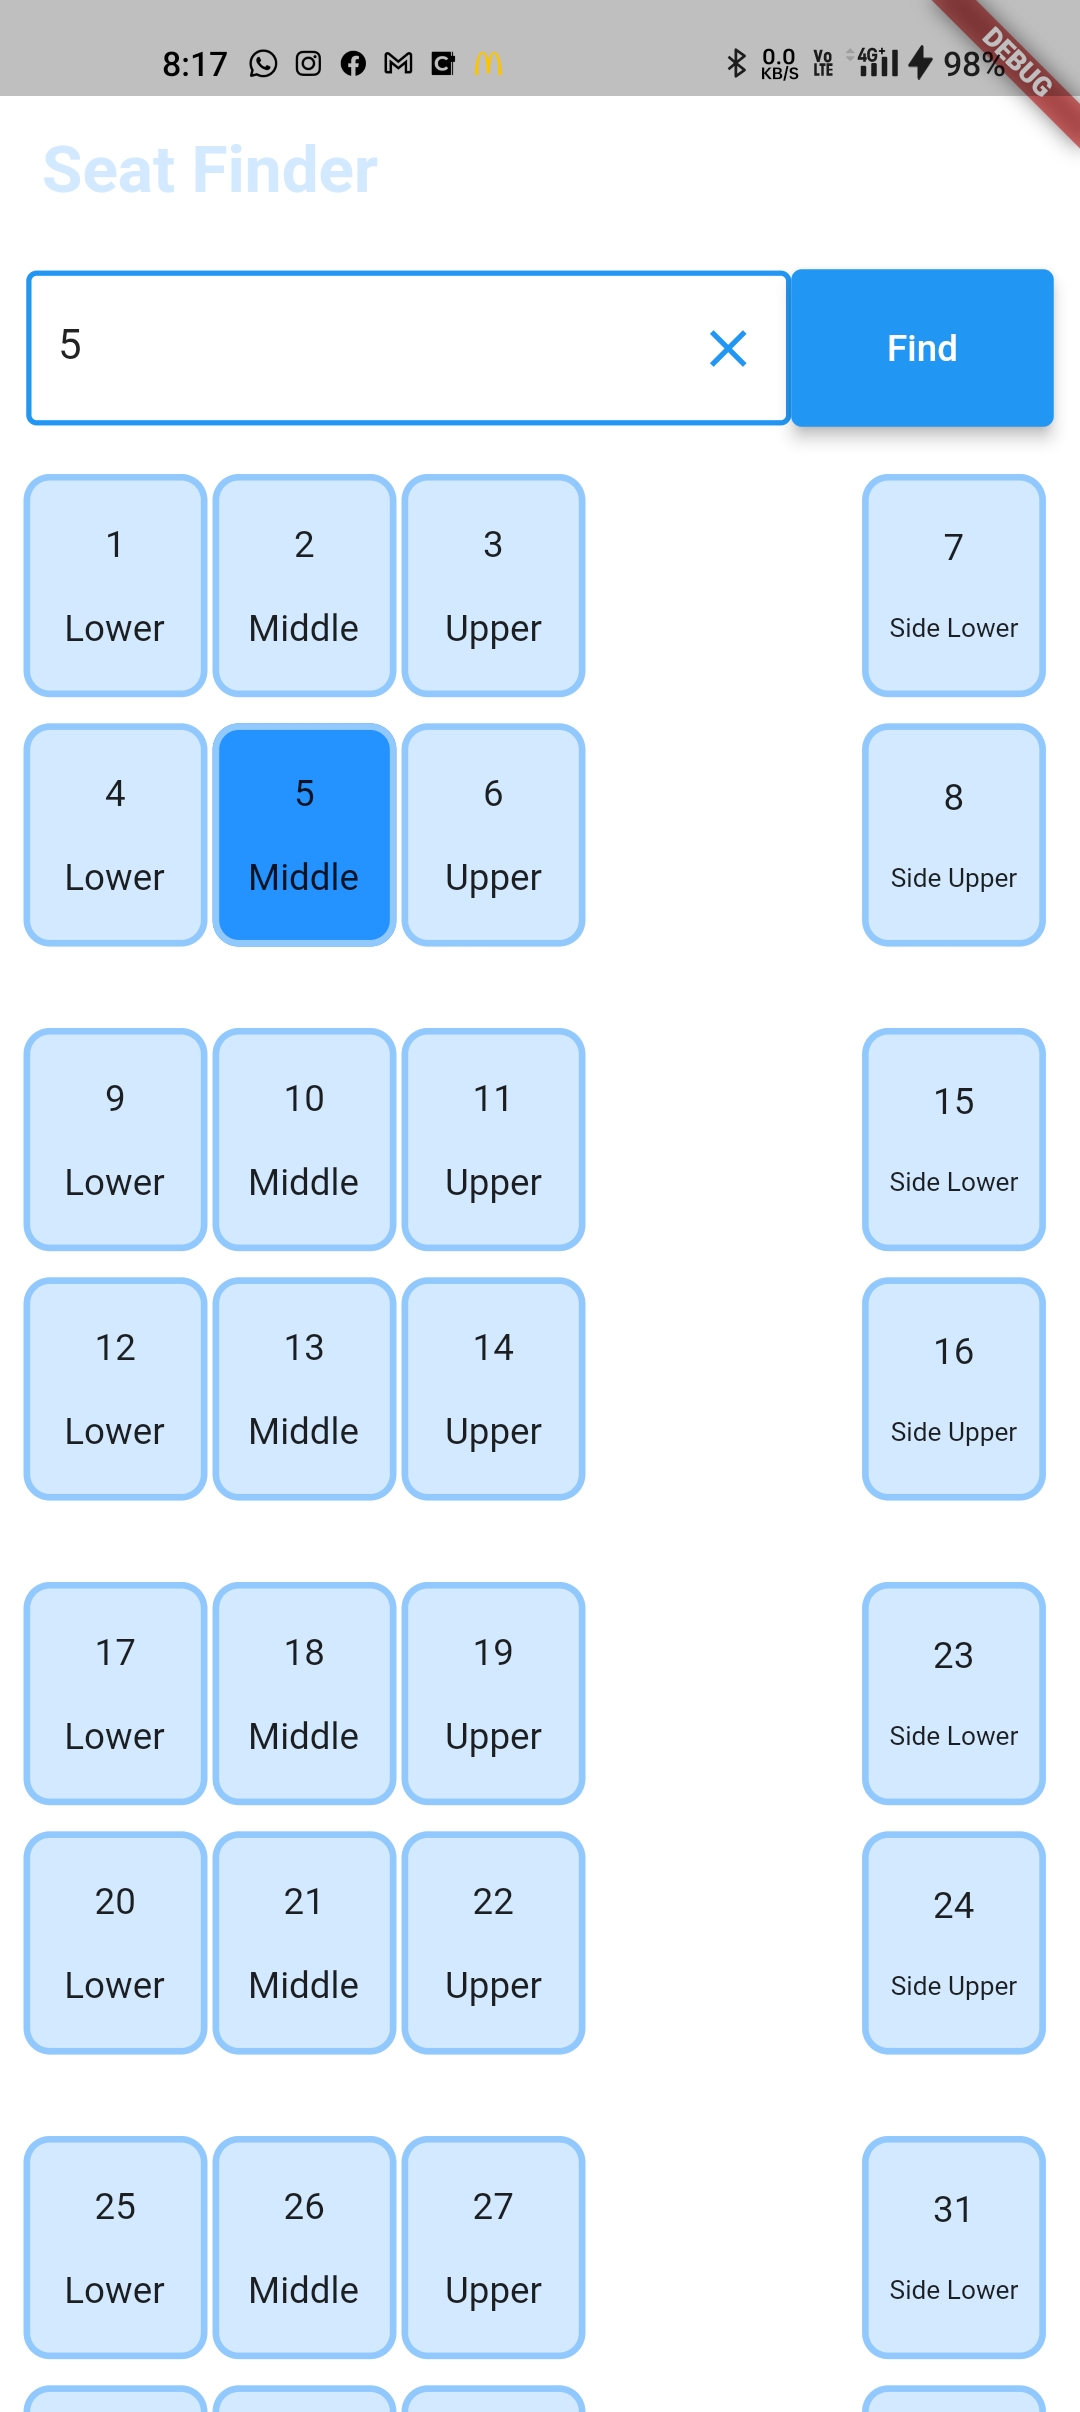 8:17 0.0 KB/S Vo LTE 4G+ 98%
DEBUG
Seat Finder
5 Find
1 2 3 7
Lower Middle Upper Side Lower
4 5 6 8
Lower Middle Upper Side Upper
9 10 11 15
Lower Middle Upper Side Lower
12 13 14 16
Lower Middle Upper Side Upper
17 18 19 23
Lower Middle Upper Side Lower
20 21 22 24
Lower Middle Upper Side Upper
25 26 27 31
Lower Middle Upper Side Lower